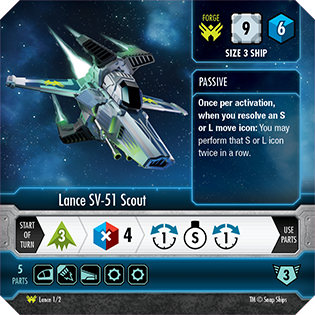 FORGE
9
6
SIZE 3 SHIP
PASSIVE
Once per activation,
when you resolve an S
or L move icon: You may
perform that S or L icon
twice in a row.
Lance SV-51 Scout
START OF TURN
3
4
1
S
1
USE PARTS
5
PARTS
3
Lance 1/2
TM © Snap Ships